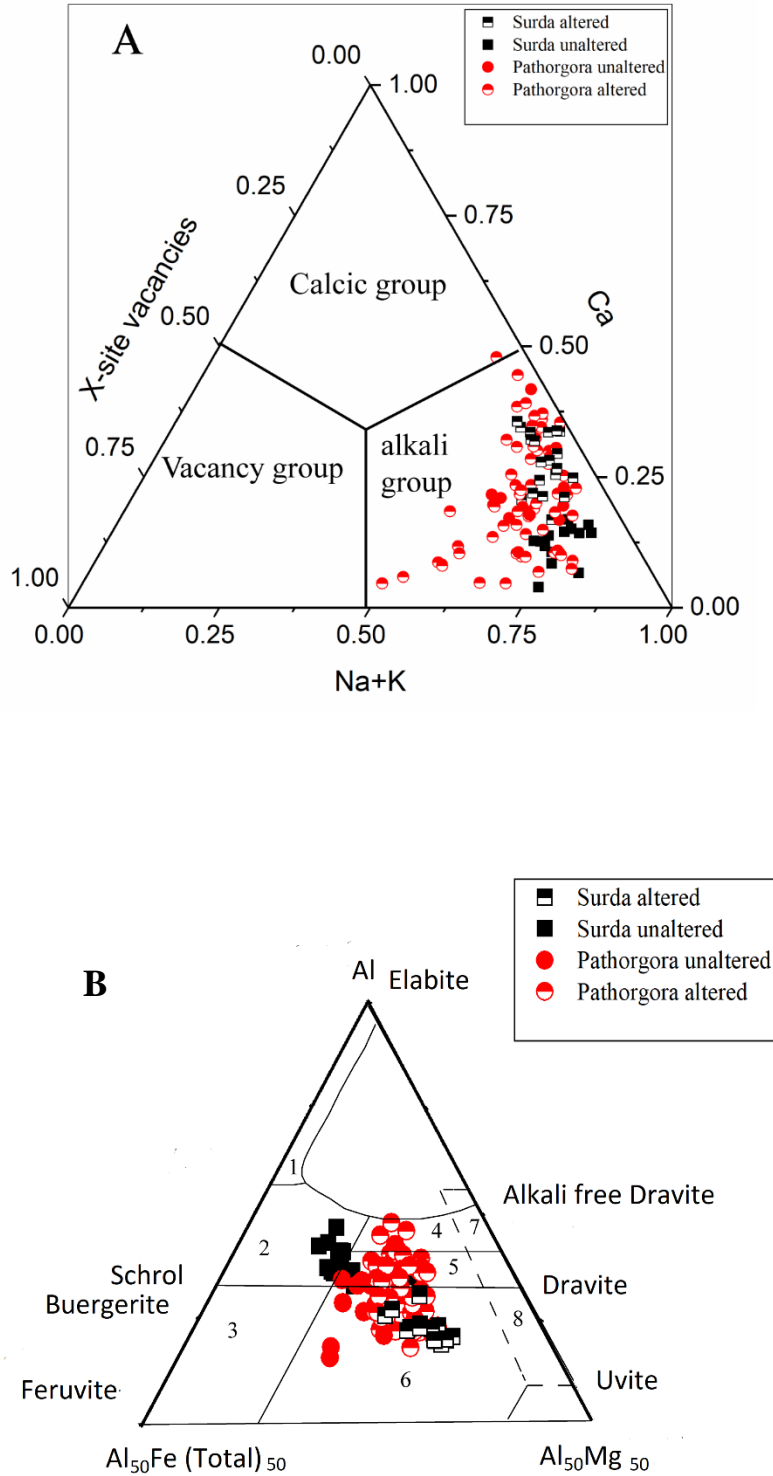 A
Surda altered
Surda unaltered
Pathorgora unaltered
Pathorgora altered
0.00
1.00
0.25
0.75
X-site vacancies
Ca
Calcic group
0.50
0.50
0.75
Vacancy group
alkali
group
0.25
1.00
0.00
0.00
0.25
0.50
0.75
1.00
Na+K
Surda altered
Surda unaltered
Pathorgora unaltered
Pathorgora altered
B
Al
Elabite
1
Alkali free Dravite
2
4
7
5
Schrol
Buergerite
Dravite
3
8
6
Feruvite
Uvite
Al50Fe (Total) 50
Al50Mg 50